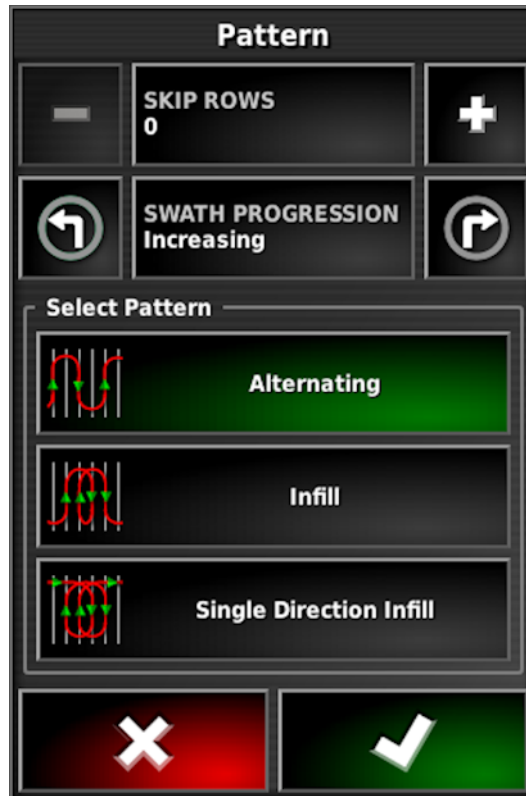 Pattern
SKIP ROWS
0
SWATH PROGRESSION
Increasing
Select Pattern
Alternating
Infill
Single Direction Infill